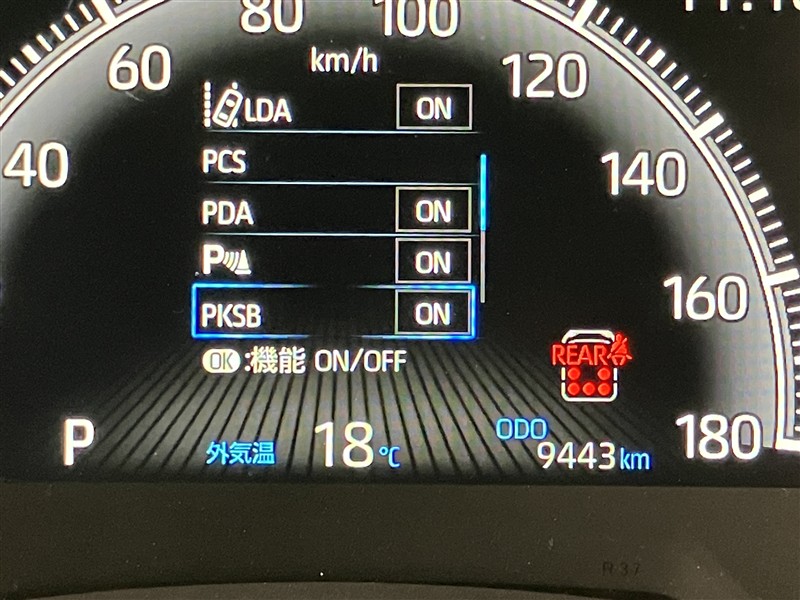 80
100
60
km/h
120
LDA ON
40
PCS
140
PDA ON
P ON
160
PKSB ON
REAR
OK:機能 ON/OFF
P
外気温 18℃
ODO
9443km
180
R 37